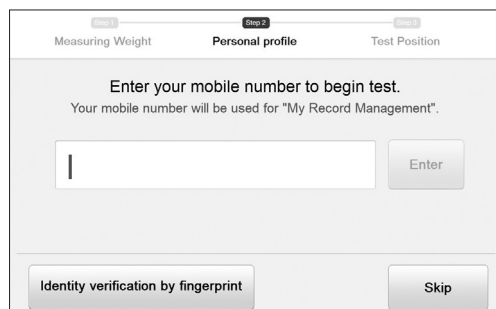 Step 1 Step 2 Step 3
Measuring Weight Personal profile Test Position
Enter your mobile number to begin test.
Your mobile number will be used for "My Record Management".
Enter
Identity verification by fingerprint Skip